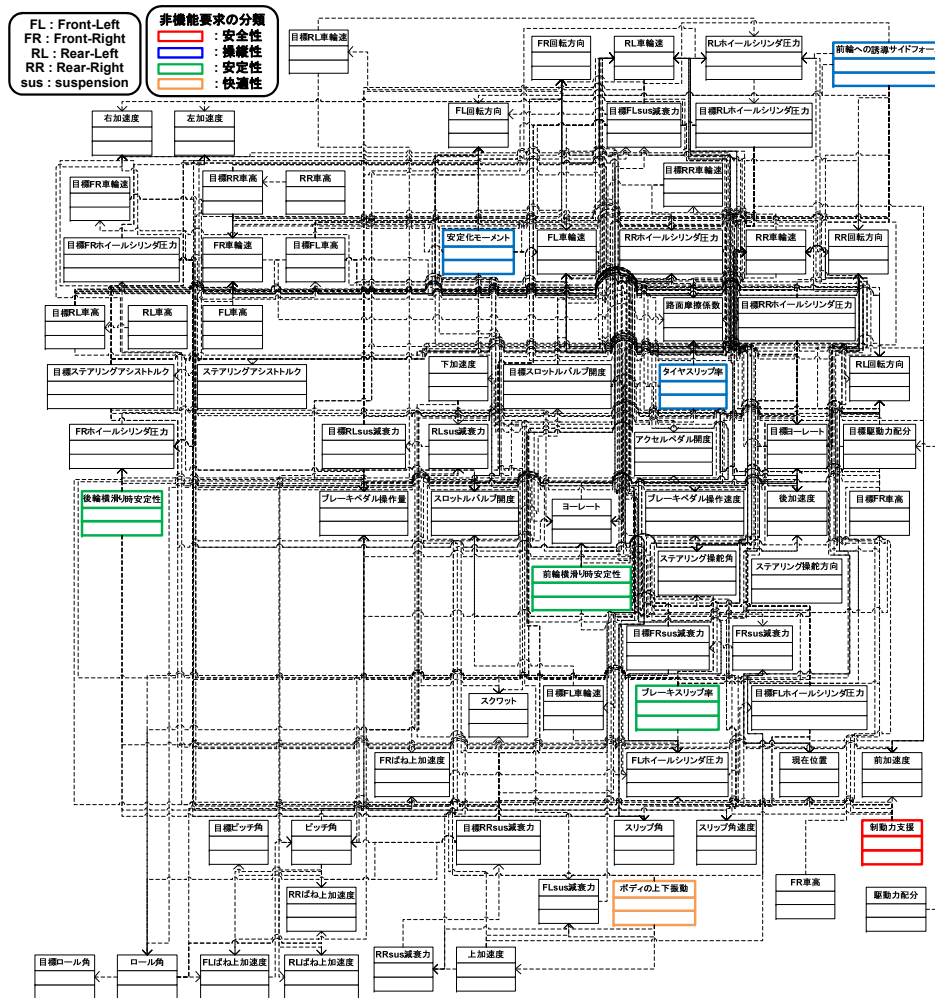 FL : Front-Left
FR : Front-Right
RL : Rear-Left
RR : Rear-Right
sus : suspension
非機能要求の分類
: 安全性
: 操縦性
: 安定性
: 快適性
目標RL車輪速
FR回転方向
RL車輪速
RLホイールシリンダ圧力
前輪への誘導サイドフォース
右加速度
左加速度
FL回転方向
目標FLsus減衰力
目標RLホイールシリンダ圧力
目標FR車輪速
目標RR車高
RR車高
目標RR車輪速
目標FRホイールシリンダ圧力
FR車輪速
目標FL車高
安定化モーメント
FL車輪速
RRホイールシリンダ圧力
RR車輪速
RR回転方向
目標RL車高
RL車高
FL車高
路面摩擦係数
目標RRホイールシリンダ圧力
目標ステアリングアシストトルク
ステアリングアシストトルク
下加速度
目標スロットルバルブ開度
タイヤスリップ率
RL回転方向
FRホイールシリンダ圧力
目標RLsus減衰力
RLsus減衰力
アクセルペダル開度
目標ヨーレート
目標駆動力配分
後輪横滑り時安定性
ブレーキペダル操作量
スロットルバルブ開度
ヨーレート
ブレーキペダル操作速度
後加速度
目標FR車高
前輪横滑り時安定性
ステアリング操舵角
ステアリング操舵方向
目標FRsus減衰力
FRsus減衰力
スクワット
目標FL車輪速
ブレーキスリップ率
目標FLホイールシリンダ圧力
FRばね上加速度
FLホイールシリンダ圧力
現在位置
前加速度
目標ピッチ角
ピッチ角
目標RRsus減衰力
スリップ角
スリップ角速度
制動力支援
RRばね上加速度
FLsus減衰力
ボディの上下振動
FR車高
駆動力配分
目標ロール角
ロール角
FLばね上加速度
RLばね上加速度
RRsus減衰力
上加速度